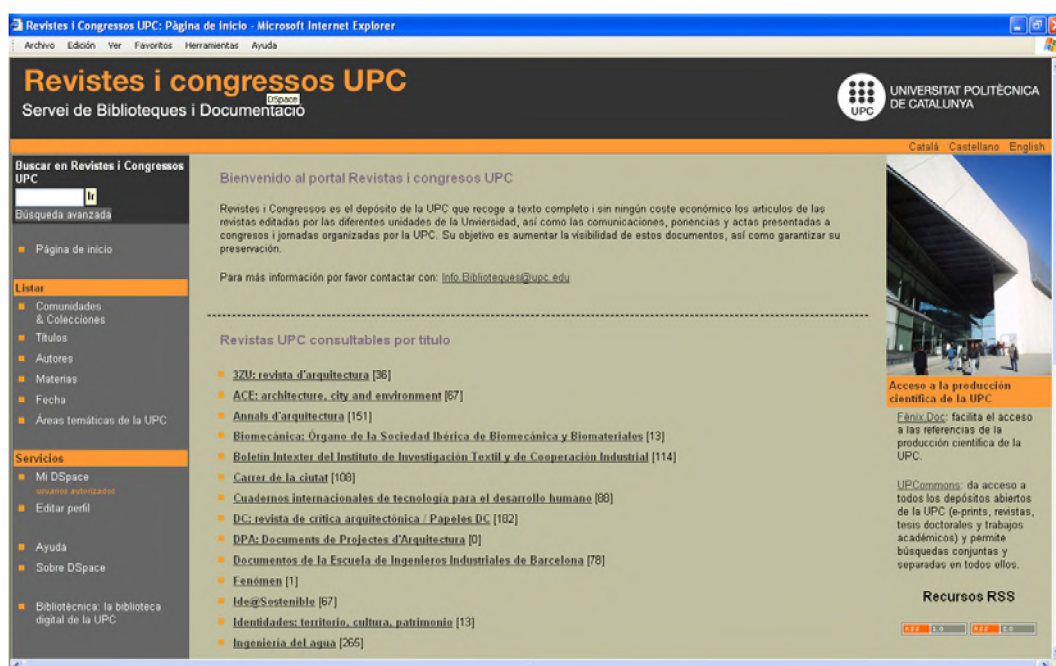 Revistes i Congressos UPC: Pàgina de inicio - Microsoft Internet Explorer
Archivo Edición Ver Favoritos Herramientas Ayuda
Revistes i congressos UPC
DSpace
Servei de Biblioteques i Documentació
UPC
UNIVERSITAT POLITÈCNICA
DE CATALUNYA
Català Castellano English
Buscar en Revistes i Congressos
UPC
Ir
Búsqueda avanzada
Página de inicio
Listar
Comunidades
& Colecciones
Títulos
Autores
Materias
Fecha
Áreas temáticas de la UPC
Servicios
Mi DSpace
usuarios autorizados
Editar perfil
Ayuda
Sobre DSpace
Bibliotècnica: la biblioteca
digital de la UPC
Bienvenido al portal Revistas i congresos UPC
Revistes i Congressos es el depósito de la UPC que recoge a texto completo i sin ningún coste económico los articulos de las
revistas editadas por las diferentes unidades de la Unviersidad, así como las comunicaciones, ponencias y actas presentadas a
congresos i jornadas organizadas por la UPC. Su objetivo es aumentar la visibilidad de estos documentos, así como garantizar su
preservación.
Para más información por favor contactar con: Info.Biblioteques@upc.edu
Revistas UPC consultables por título
3ZU: revista d'arquitectura [36]
ACE: architecture, city and environment [67]
Annals d'arquitectura [151]
Biomecánica: Órgano de la Sociedad Ibérica de Biomecánica y Biomateriales [13]
Boletín Intexter del Instituto de Investigación Textil y de Cooperación Industrial [114]
Carrer de la ciutat [108]
Cuadernos internacionales de tecnología para el desarrollo humano [88]
DC: revista de crítica arquitectónica / Papeles DC [182]
DPA: Documents de Projectes d'Arquitectura [0]
Documentos de la Escuela de Ingenieros Industriales de Barcelona [78]
Fenómen [1]
Ide@Sostenible [67]
Identidades: territorio, cultura, patrimonio [13]
Ingeniería del agua [265]
Acceso a la producción
científica de la UPC
Fènix Doc: facilita el acceso
a las referencias de la
producción científica de la
UPC.
UPCommons: da acceso a
todos los depósitos abiertos
de la UPC (e-prints, revistas,
tesis doctorales y trabajos
académicos) y permite
búsquedas conjuntas y
separadas en todos ellos.
Recursos RSS
RSS 1.0 RSS 2.0